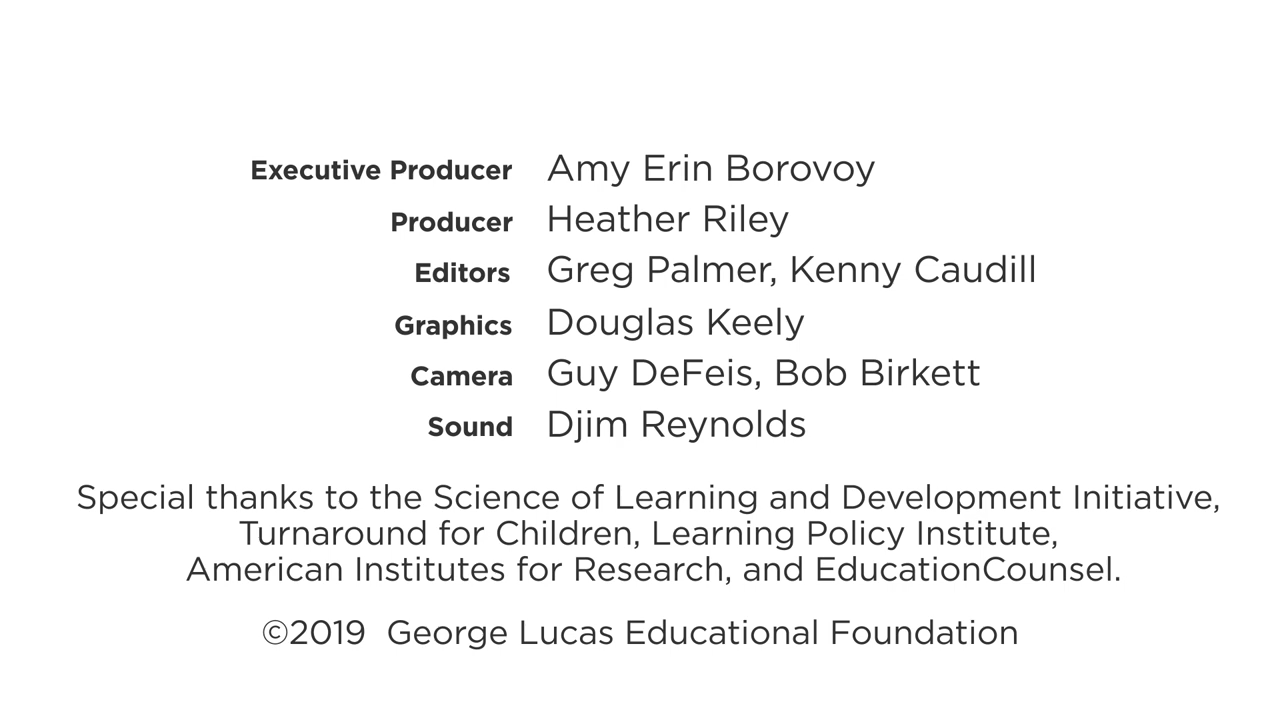 Executive Producer Amy Erin Borovoy
Producer Heather Riley
Editors Greg Palmer, Kenny Caudill
Graphics Douglas Keely
Camera Guy DeFeis, Bob Birkett
Sound Djim Reynolds
Special thanks to the Science of Learning and Development Initiative,
Turnaround for Children, Learning Policy Institute,
American Institutes for Research, and EducationCounsel.
©2019 George Lucas Educational Foundation